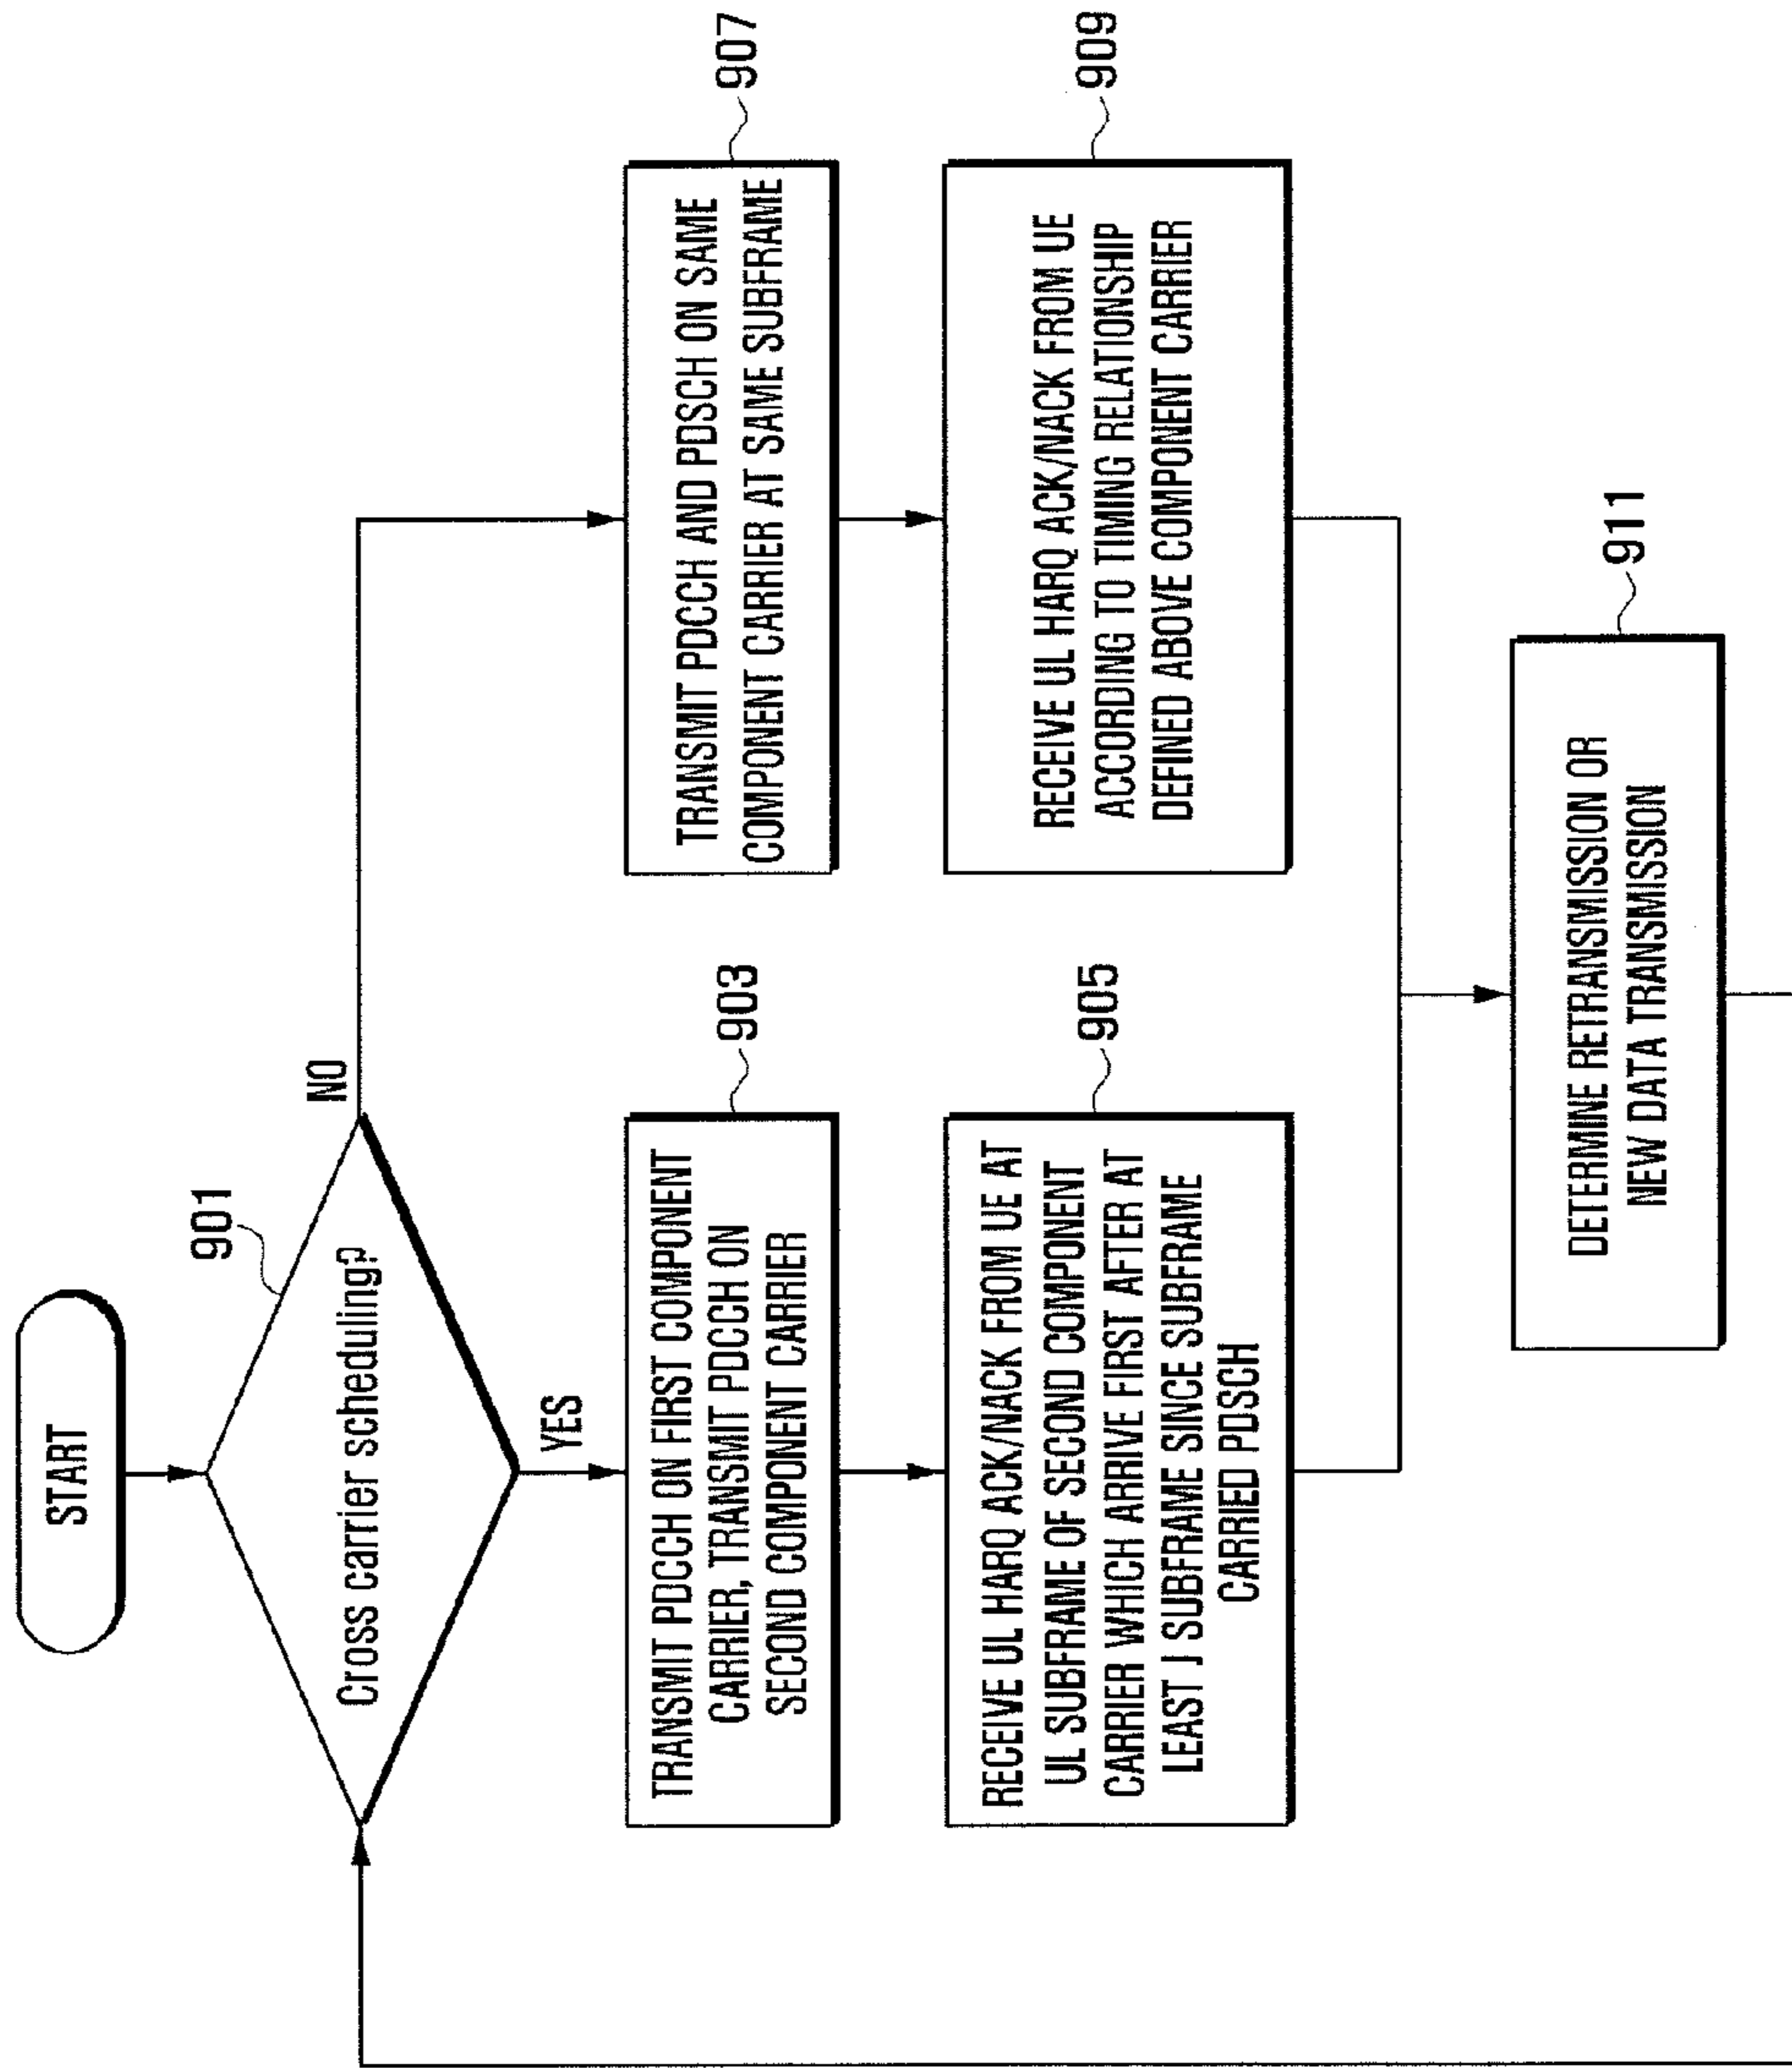 START
901
Cross carrier scheduling?
NO
YES
903
TRANSMIT PDCCH ON FIRST COMPONENT
CARRIER, TRANSMIT PDCCH ON
SECOND COMPONENT CARRIER
907
TRANSMIT PDCCH AND PDSCH ON SAME
COMPONENT CARRIER AT SAME SUBFRAME
905
RECEIVE UL HARQ ACK/NACK FROM UE AT
UL SUBFRAME OF SECOND COMPONENT
CARRIER WHICH ARRIVE FIRST AFTER AT
LEAST J SUBFRAME SINCE SUBFRAME
CARRIED PDSCH
909
RECEIVE UL HARQ ACK/NACK FROM UE
ACCORDING TO TIMING RELATIONSHIP
DEFINED ABOVE COMPONENT CARRIER
911
DETERMINE RETRANSMISSION OR
NEW DATA TRANSMISSION